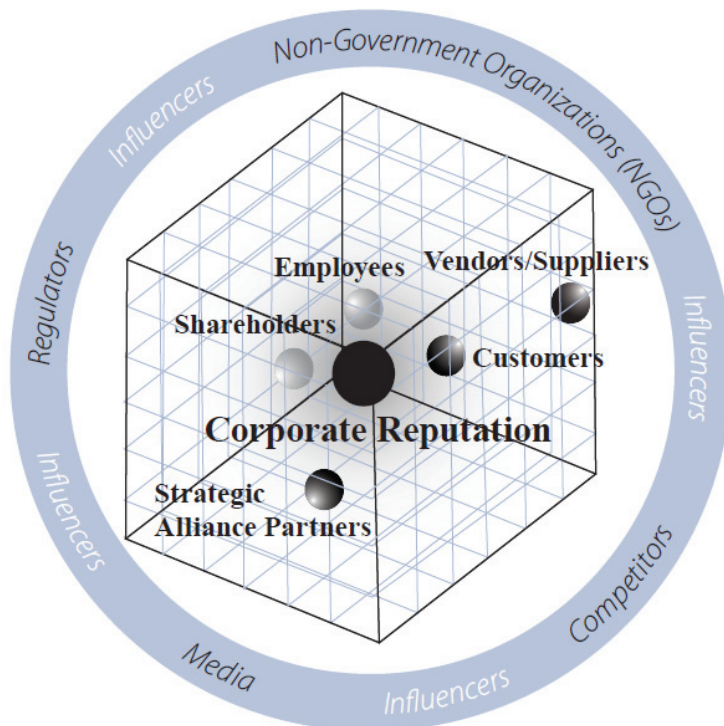 Non-Government Organizations (NGOs)
Influencers
Regulators
Influencers
Media
Influencers
Competitors
Influencers
Employees
Vendors/Suppliers
Shareholders
Customers
Corporate Reputation
Strategic
Alliance Partners